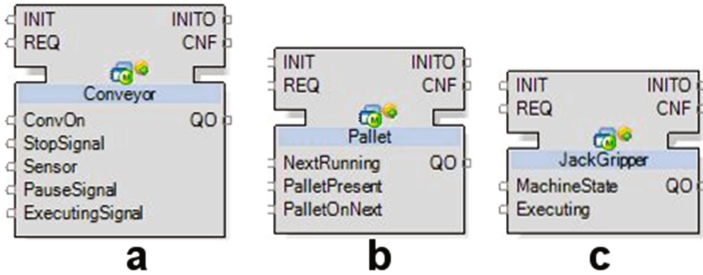 INIT INITO
REQ CNF
Conveyor
ConvOn QO
StopSignal
Sensor
PauseSignal
ExecutingSignal
a
INIT INITO
REQ CNF
Pallet
NextRunning QO
PalletPresent
PalletOnNext
b
INIT INITO
REQ CNF
JackGripper
MachineState QO
Executing
c